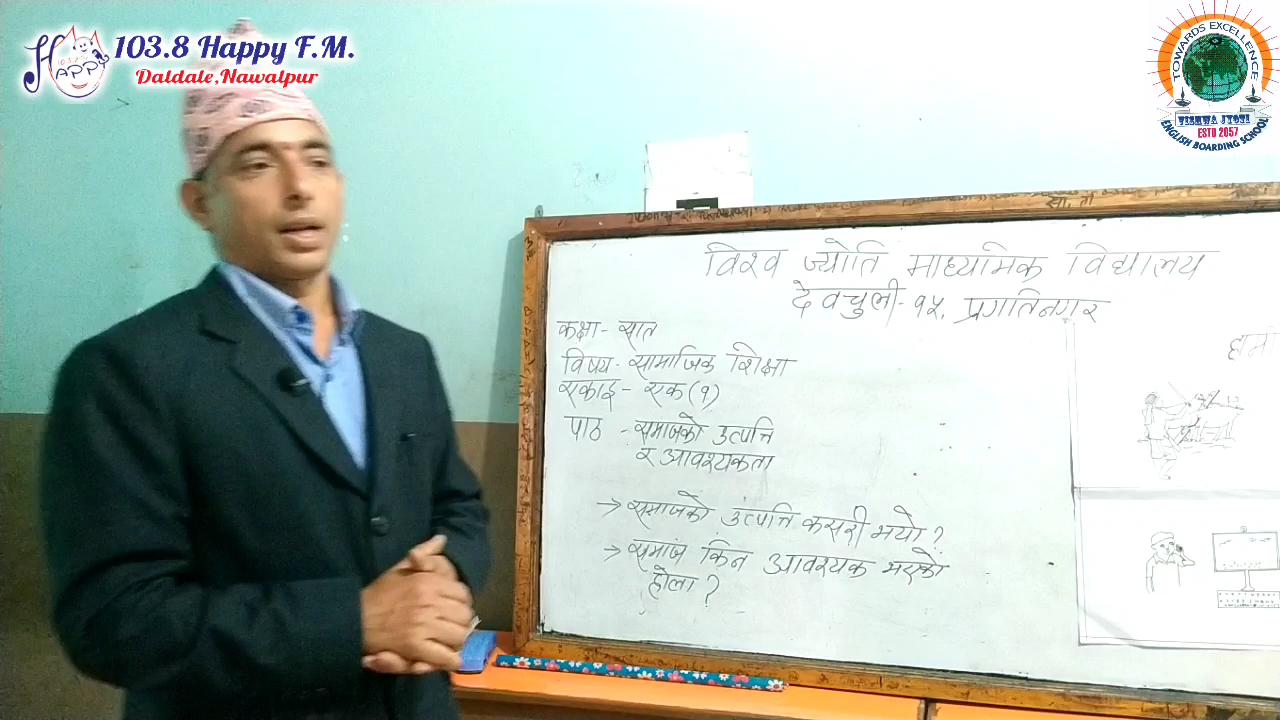 103.8 Happy F.M.
Daldale,Nawalpur
HAPPY
TOWARDS EXCELLENCE
VISHWA JYOTI
ESTD 2057
ENGLISH BOARDING SCHOOL
विश्व ज्योति माध्यमिक विद्यालय
देवचुली-१५, प्रगतिनगर
कक्षा- सात
विषय- सामाजिक शिक्षा
एकाइ- एक (१)
पाठ - समाजको उत्पत्ति
र आवश्यकता
→ समाजको उत्पत्ति कसरी भयो?
→ समाज किन आवश्यक भएको
होला?